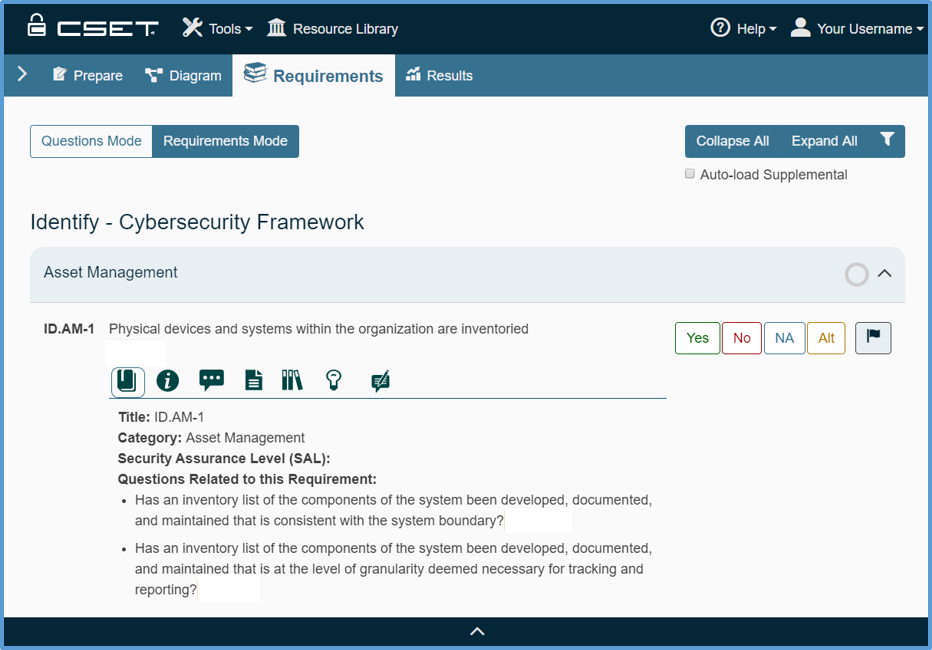 CSET Tools Resource Library Help Your Username
Prepare Diagram Requirements Results
Questions Mode Requirements Mode Collapse All Expand All
Auto-load Supplemental
Identify - Cybersecurity Framework
Asset Management
ID.AM-1 Physical devices and systems within the organization are inventoried
Yes No NA Alt
Title: ID.AM-1
Category: Asset Management
Security Assurance Level (SAL):
Questions Related to this Requirement:
• Has an inventory list of the components of the system been developed, documented,
and maintained that is consistent with the system boundary?
• Has an inventory list of the components of the system been developed, documented,
and maintained that is at the level of granularity deemed necessary for tracking and
reporting?